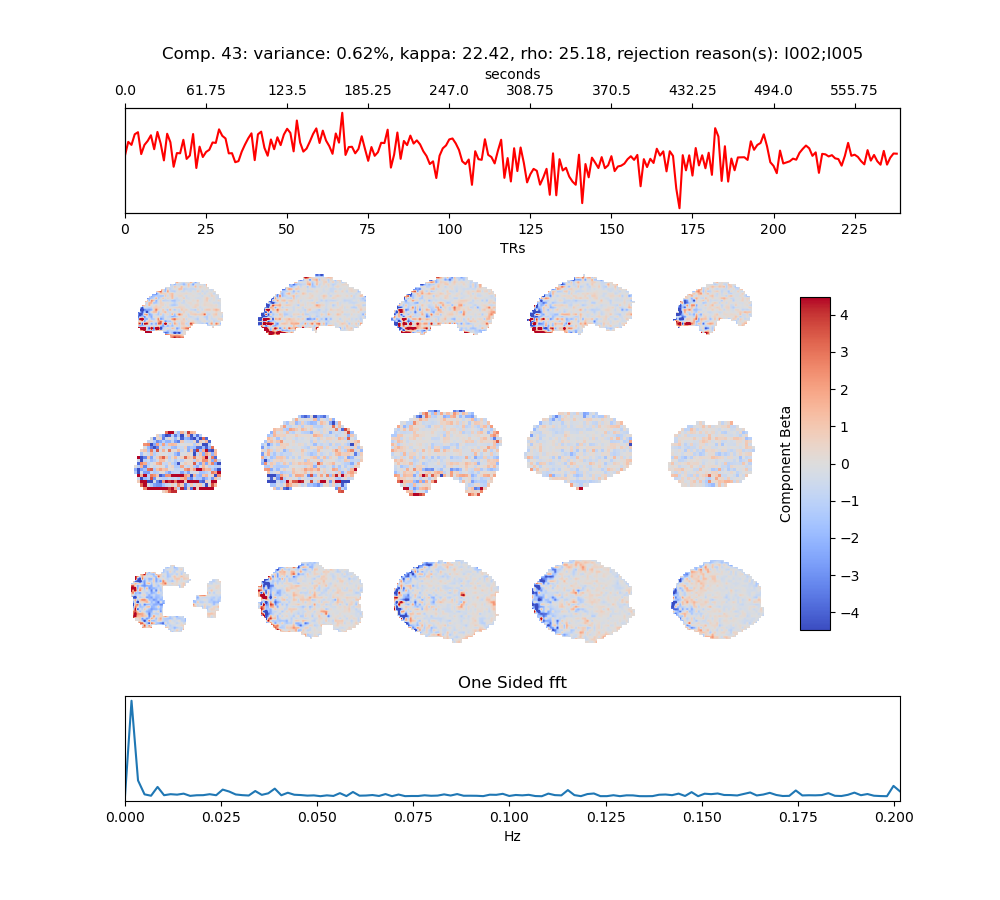 Comp. 43: variance: 0.62%, kappa: 22.42, rho: 25.18, rejection reason(s): I002;I005
seconds
0.0 61.75 123.5 185.25 247.0 308.75 370.5 432.25 494.0 555.75
0 25 50 75 100 125 150 175 200 225
TRs
4
3
2
1
0
−1
−2
−3
−4
Component Beta
One Sided fft
0.000 0.025 0.050 0.075 0.100 0.125 0.150 0.175 0.200
Hz